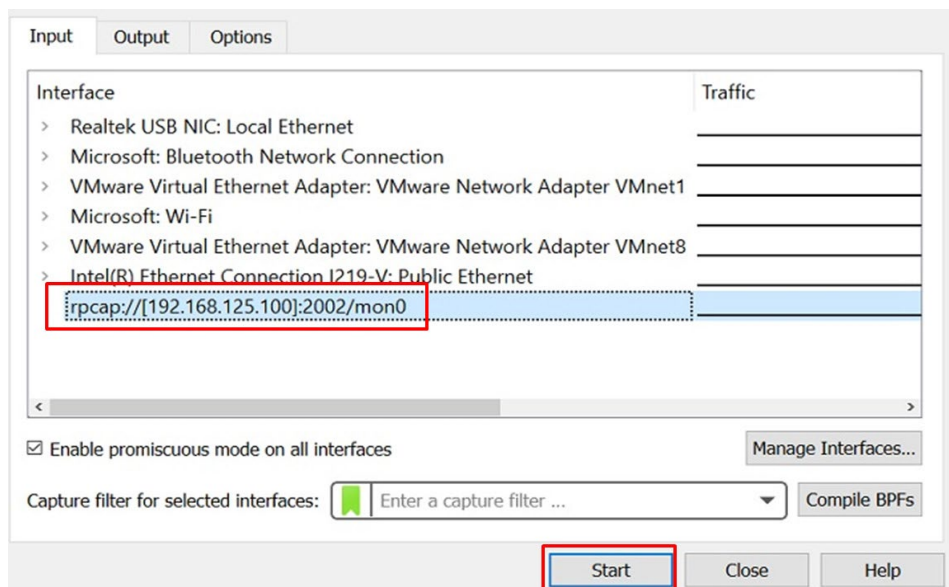 Input Output Options
Interface Traffic
Realtek USB NIC: Local Ethernet
Microsoft: Bluetooth Network Connection
VMware Virtual Ethernet Adapter: VMware Network Adapter VMnet1
Microsoft: Wi-Fi
VMware Virtual Ethernet Adapter: VMware Network Adapter VMnet8
Intel(R) Ethernet Connection I219-V: Public Ethernet
rpcap://[192.168.125.100]:2002/mon0
Enable promiscuous mode on all interfaces Manage Interfaces...
Capture filter for selected interfaces: Enter a capture filter ... Compile BPFs
Start Close Help